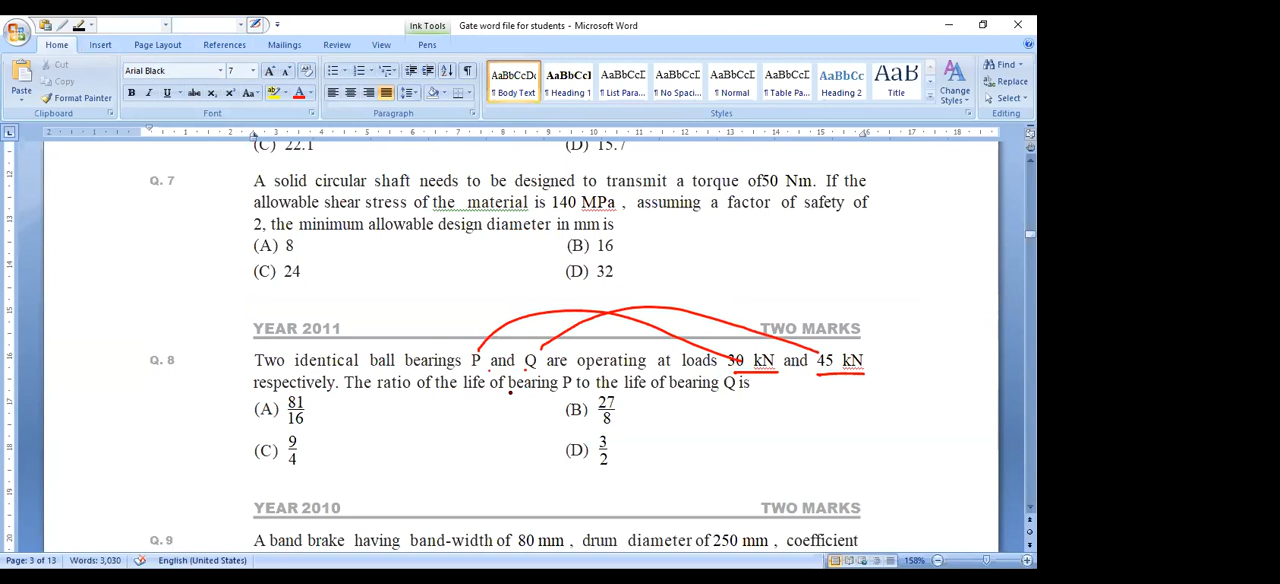 Ink Tools
Gate word file for students - Microsoft Word
Home Insert Page Layout References Mailings Review View Pens
Paste
Cut
Copy
Format Painter
Clipboard
Arial Black 7
Font
Paragraph
AaBbCcDc AaBbCcI AaBbCcI AaBbCcI AaBbCcI AaBbCcI AaBbCc AaB
¶ Body Text Heading 1 ¶ List Para... ¶ No Spaci... ¶ Normal ¶ Table Pa... Heading 2 Title
Styles
Change Styles
Find
Replace
Select
Editing
(C) 22.1 (D) 15.7
Q. 7 A solid circular shaft needs to be designed to transmit a torque of50 Nm. If the
allowable shear stress of the material is 140 MPa , assuming a factor of safety of
2, the minimum allowable design diameter in mm is
(A) 8 (B) 16
(C) 24 (D) 32
YEAR 2011 TWO MARKS
Q. 8 Two identical ball bearings P and Q are operating at loads 30 kN and 45 kN
respectively. The ratio of the life of bearing P to the life of bearing Q is
(A) 81/16 (B) 27/8
(C) 9/4 (D) 3/2
YEAR 2010 TWO MARKS
Q. 9 A band brake having band-width of 80 mm , drum diameter of 250 mm , coefficient
Page: 3 of 13 Words: 3,030 English (United States) 158%